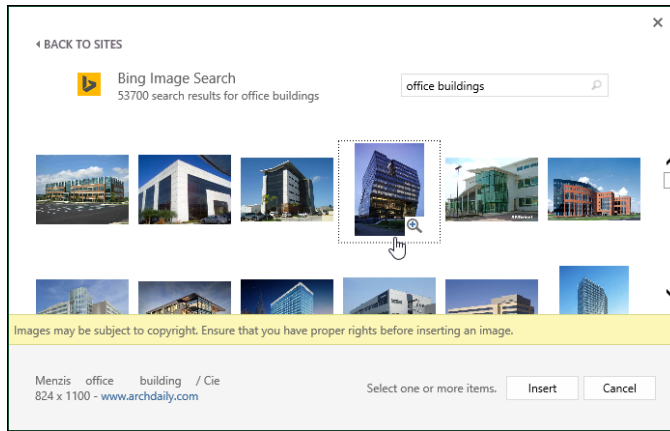 BACK TO SITES
Bing Image Search
53700 search results for office buildings
office buildings
Images may be subject to copyright. Ensure that you have proper rights before inserting an image.
Menzis office building / Cie
824 x 1100 - www.archdaily.com
Select one or more items.
Insert
Cancel